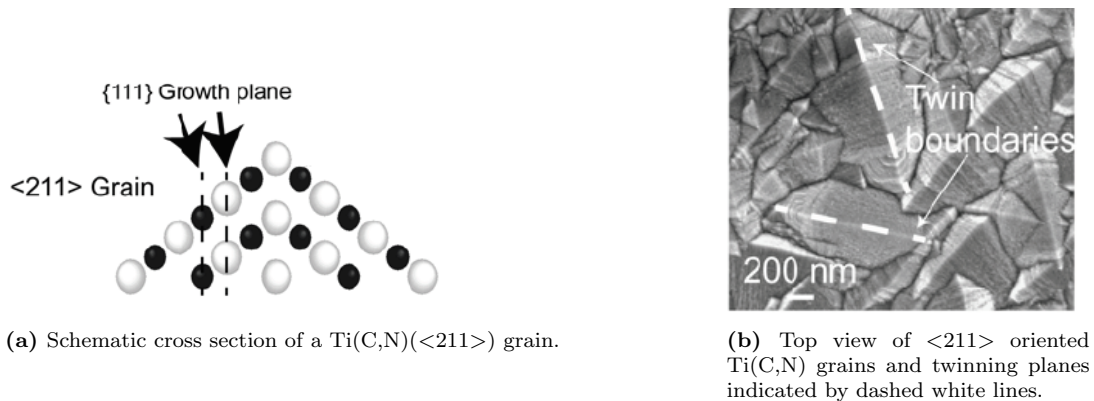 {111} Growth plane
<211> Grain
Twin
boundaries
200 nm
(a) Schematic cross section of a Ti(C,N)(<211>) grain.
(b) Top view of <211> oriented
Ti(C,N) grains and twinning planes
indicated by dashed white lines.